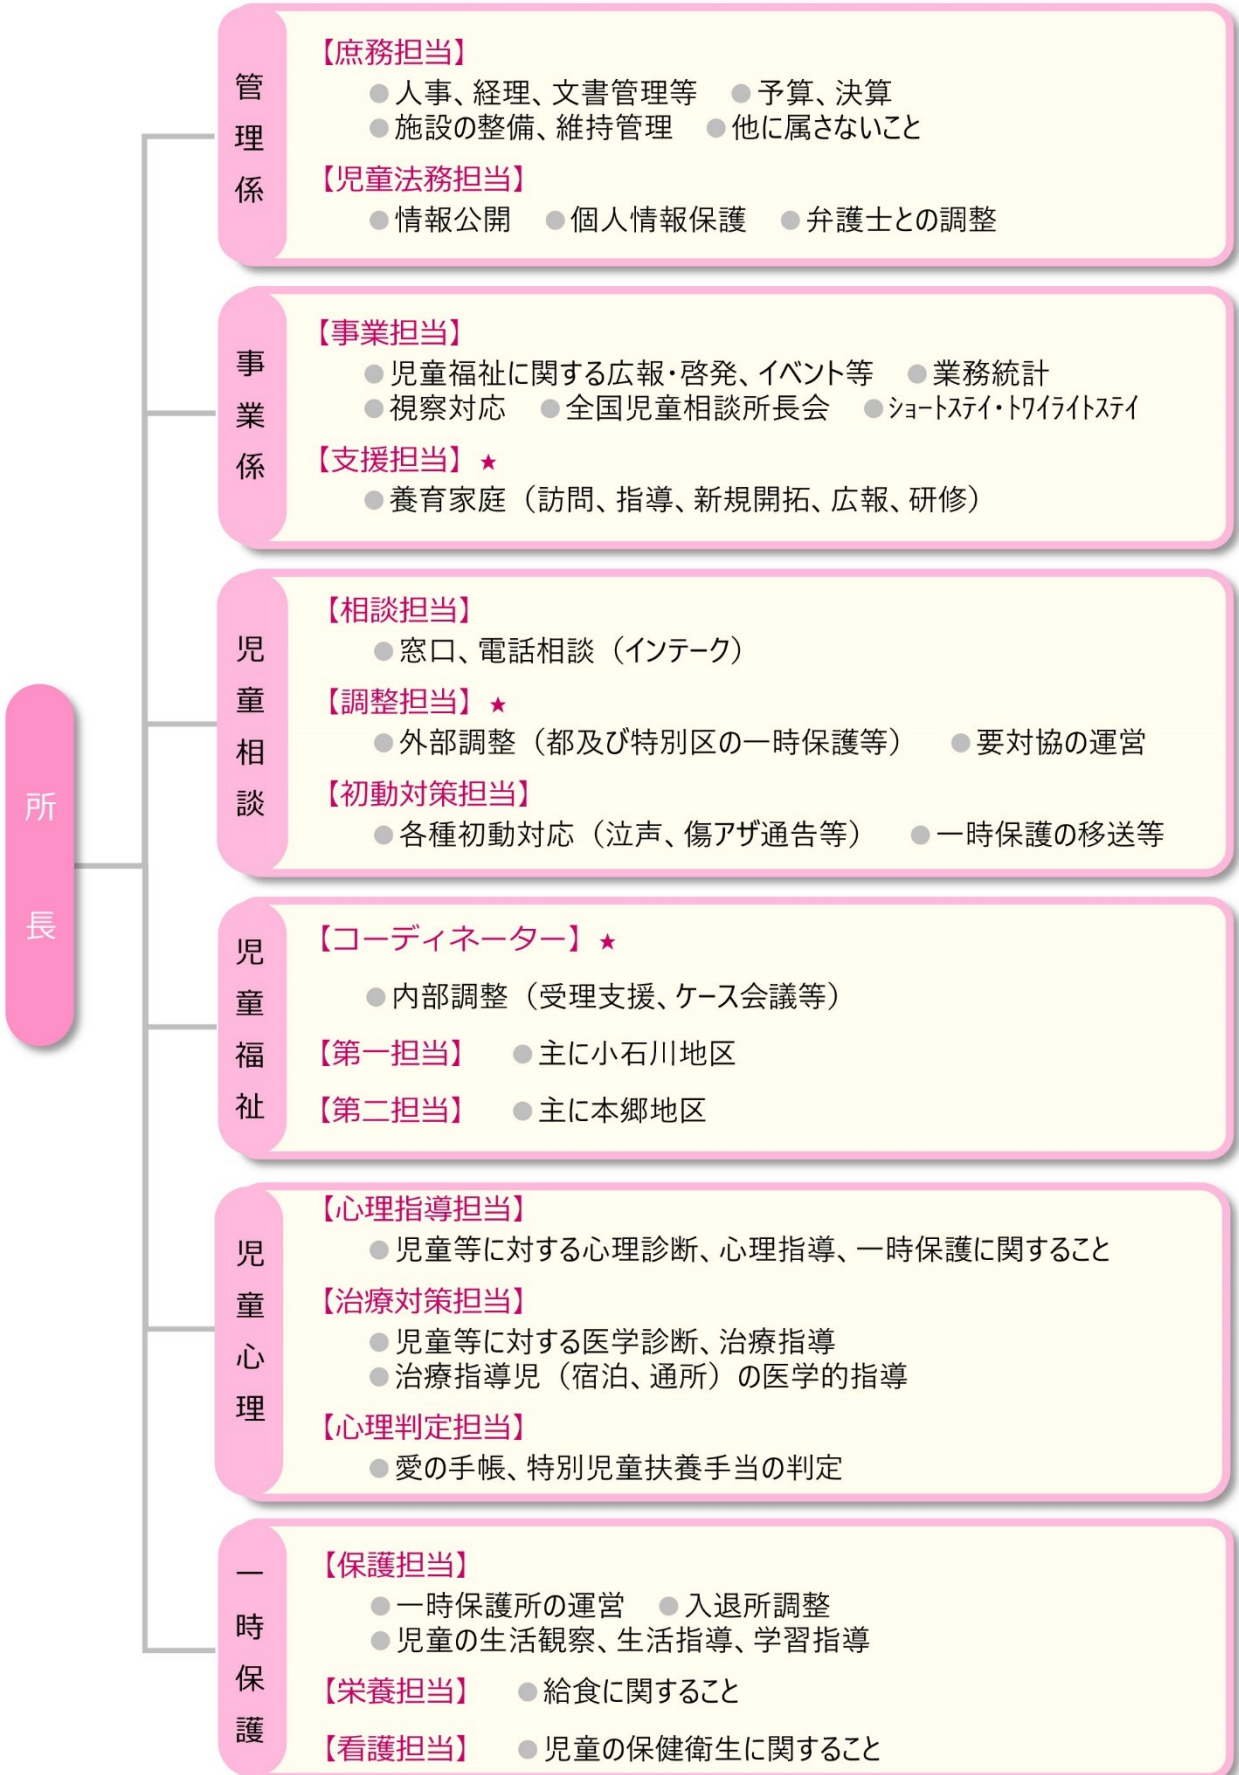 所長
管理係
【庶務担当】
●人事、経理、文書管理等 ●予算、決算
●施設の整備、維持管理 ●他に属さないこと
【児童法務担当】
●情報公開 ●個人情報保護 ●弁護士との調整
事業係
【事業担当】
●児童福祉に関する広報・啓発、イベント等 ●業務統計
●視察対応 ●全国児童相談所長会 ●ｼｮｰﾄｽﾃｲ・ﾄﾜｲﾗｲﾄｽﾃｲ
【支援担当】★
●養育家庭（訪問、指導、新規開拓、広報、研修）
児童相談
【相談担当】
●窓口、電話相談（インテーク）
【調整担当】★
●外部調整（都及び特別区の一時保護等） ●要対協の運営
【初動対策担当】
●各種初動対応（泣声、傷アザ通告等） ●一時保護の移送等
児童福祉
【コーディネーター】★
●内部調整（受理支援、ケース会議等）
【第一担当】 ●主に小石川地区
【第二担当】 ●主に本郷地区
児童心理
【心理指導担当】
●児童等に対する心理診断、心理指導、一時保護に関すること
【治療対策担当】
●児童等に対する医学診断、治療指導
●治療指導児（宿泊、通所）の医学的指導
【心理判定担当】
●愛の手帳、特別児童扶養手当の判定
一時保護
【保護担当】
●一時保護所の運営 ●入退所調整
●児童の生活観察、生活指導、学習指導
【栄養担当】 ●給食に関すること
【看護担当】 ●児童の保健衛生に関すること